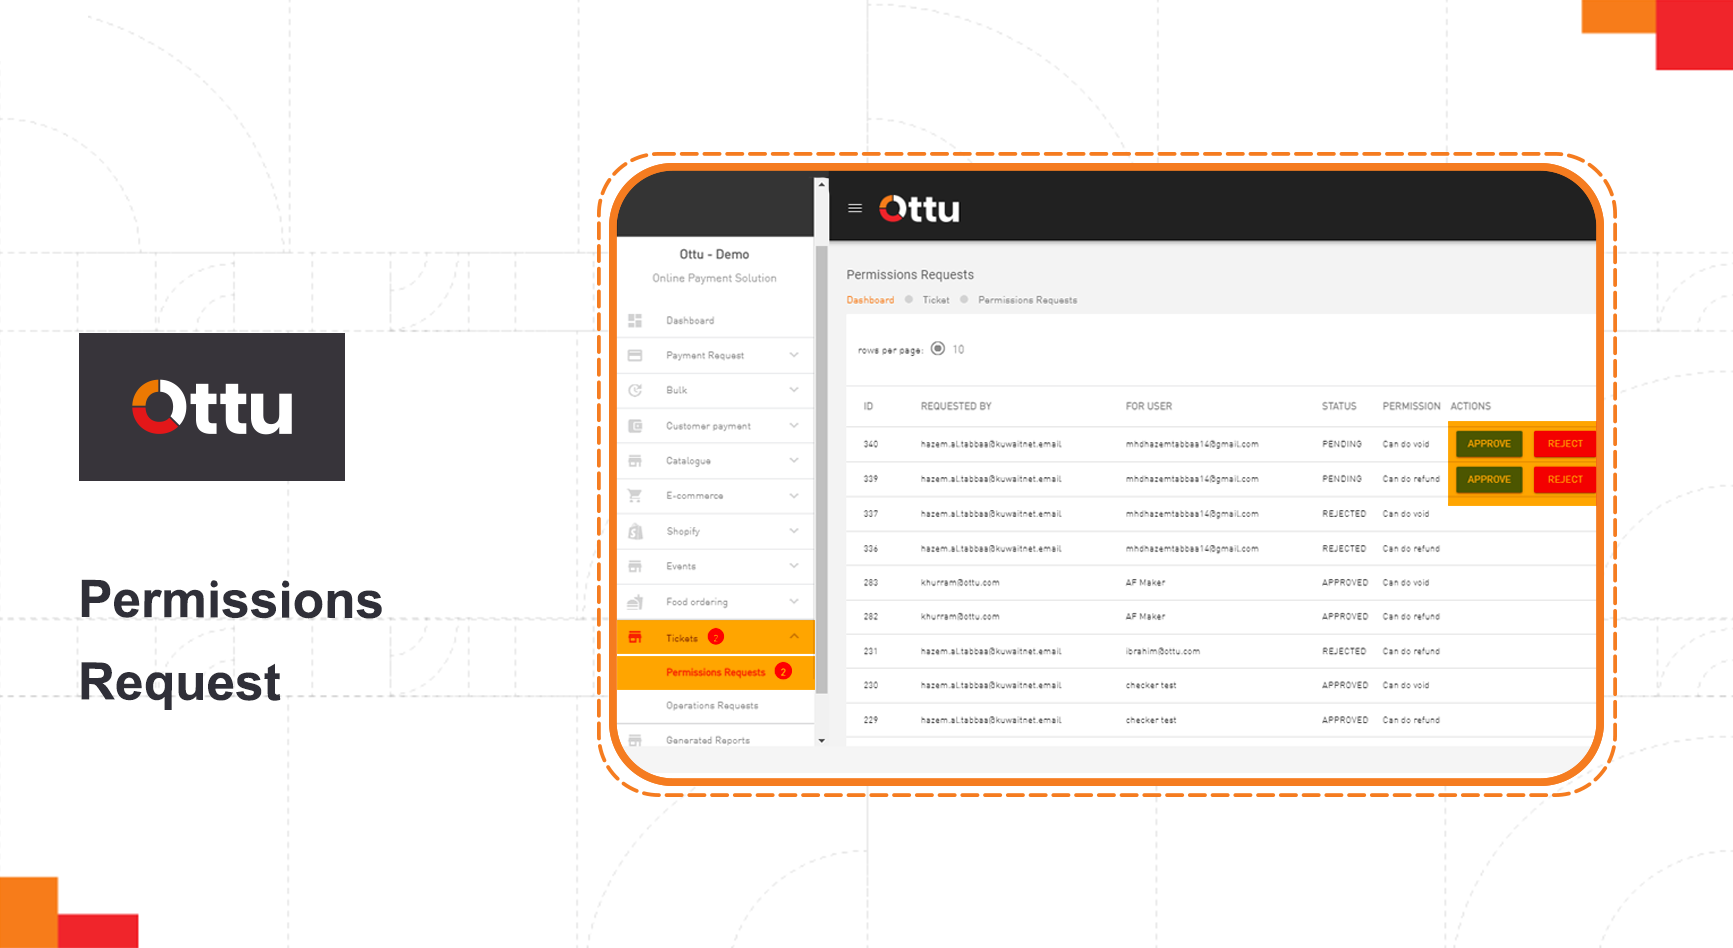 Ottu
Permissions
Request
Ottu
Ottu - Demo
Online Payment Solution
Dashboard
Payment Request
Bulk
Customer payment
Catalogue
E-commerce
Shopify
Events
Food ordering
Tickets 2
Permissions Requests 2
Operations Requests
Generated Reports
Permissions Requests
Dashboard Ticket Permissions Requests
rows per page: 10
ID REQUESTED BY FOR USER STATUS PERMISSION ACTIONS
340 hazem.al.tabbaa@kuwaitnet.email mhdhazemtabbaa14@gmail.com PENDING Can do void APPROVE REJECT
339 hazem.al.tabbaa@kuwaitnet.email mhdhazemtabbaa14@gmail.com PENDING Can do refund APPROVE REJECT
337 hazem.al.tabbaa@kuwaitnet.email mhdhazemtabbaa14@gmail.com REJECTED Can do void
336 hazem.al.tabbaa@kuwaitnet.email mhdhazemtabbaa14@gmail.com REJECTED Can do refund
283 khurram@ottu.com AF Maker APPROVED Can do void
282 khurram@ottu.com AF Maker APPROVED Can do refund
231 hazem.al.tabbaa@kuwaitnet.email ibrahim@ottu.com REJECTED Can do refund
230 hazem.al.tabbaa@kuwaitnet.email checker test APPROVED Can do void
229 hazem.al.tabbaa@kuwaitnet.email checker test APPROVED Can do refund